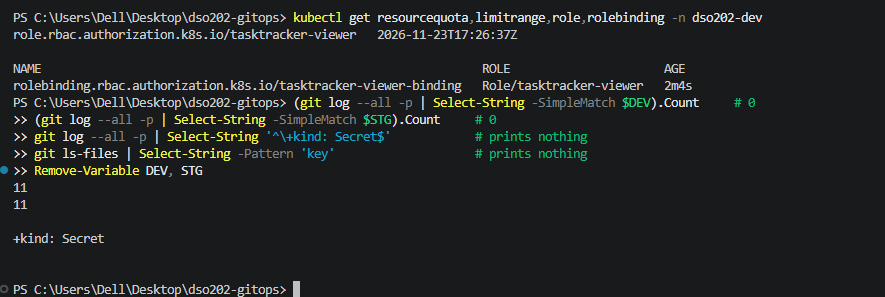 PS C:\Users\Dell\Desktop\dso202-gitops> kubectl get resourcequota,limitrange,role,rolebinding -n dso202-dev
role.rbac.authorization.k8s.io/tasktracker-viewer   2026-11-23T17:26:37Z
NAME                                                              ROLE                      AGE
rolebinding.rbac.authorization.k8s.io/tasktracker-viewer-binding   Role/tasktracker-viewer   2m4s
PS C:\Users\Dell\Desktop\dso202-gitops> (git log --all -p | Select-String -SimpleMatch $DEV).Count     # 0
>> (git log --all -p | Select-String -SimpleMatch $STG).Count     # 0
>> git log --all -p | Select-String '^\+kind: Secret$'            # prints nothing
>> git ls-files | Select-String -Pattern 'key'                    # prints nothing
>> Remove-Variable DEV, STG
11
11
+kind: Secret
PS C:\Users\Dell\Desktop\dso202-gitops>